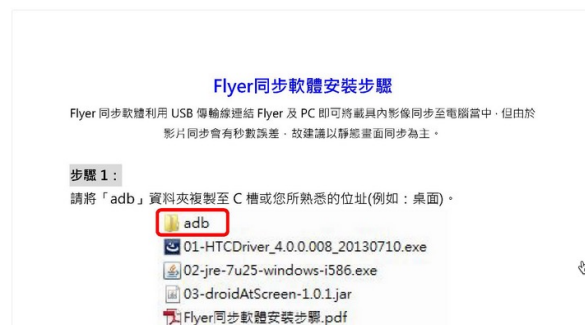 Flyer同步軟體安裝步驟
Flyer 同步軟體利用 USB 傳輸線連結 Flyer 及 PC 即可將載具內影像同步至電腦當中，但由於
影片同步會有秒數誤差，故建議以靜態畫面同步為主。
步驟 1：
請將「adb」資料夾複製至 C 槽或您所熟悉的位址(例如：桌面)。
adb
01-HTCDriver_4.0.0.008_20130710.exe
02-jre-7u25-windows-i586.exe
03-droidAtScreen-1.0.1.jar
Flyer同步軟體安裝步驟.pdf